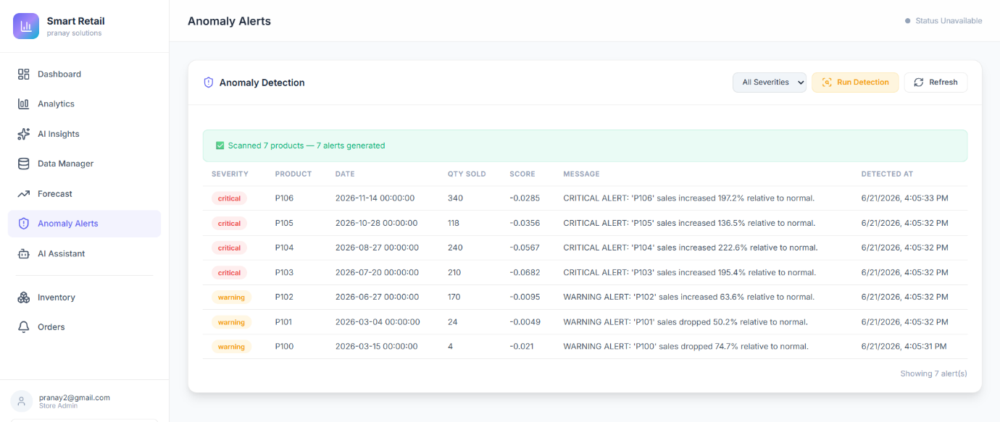 Smart Retail
pranay solutions
Dashboard
Analytics
AI Insights
Data Manager
Forecast
Anomaly Alerts
AI Assistant
Inventory
Orders
pranay2@gmail.com
Store Admin
Anomaly Alerts
Status Unavailable
Anomaly Detection
All Severities
Run Detection
Refresh
✅ Scanned 7 products — 7 alerts generated
SEVERITY PRODUCT DATE QTY SOLD SCORE MESSAGE DETECTED AT
critical P106 2026-11-14 00:00:00 340 -0.0285 CRITICAL ALERT: 'P106' sales increased 197.2% relative to normal. 6/21/2026, 4:05:33 PM
critical P105 2026-10-28 00:00:00 118 -0.0356 CRITICAL ALERT: 'P105' sales increased 136.5% relative to normal. 6/21/2026, 4:05:32 PM
critical P104 2026-08-27 00:00:00 240 -0.0567 CRITICAL ALERT: 'P104' sales increased 222.6% relative to normal. 6/21/2026, 4:05:32 PM
critical P103 2026-07-20 00:00:00 210 -0.0682 CRITICAL ALERT: 'P103' sales increased 195.4% relative to normal. 6/21/2026, 4:05:32 PM
warning P102 2026-06-27 00:00:00 170 -0.0095 WARNING ALERT: 'P102' sales increased 63.6% relative to normal. 6/21/2026, 4:05:32 PM
warning P101 2026-03-04 00:00:00 24 -0.0049 WARNING ALERT: 'P101' sales dropped 50.2% relative to normal. 6/21/2026, 4:05:32 PM
warning P100 2026-03-15 00:00:00 4 -0.021 WARNING ALERT: 'P100' sales dropped 74.7% relative to normal. 6/21/2026, 4:05:31 PM
Showing 7 alert(s)